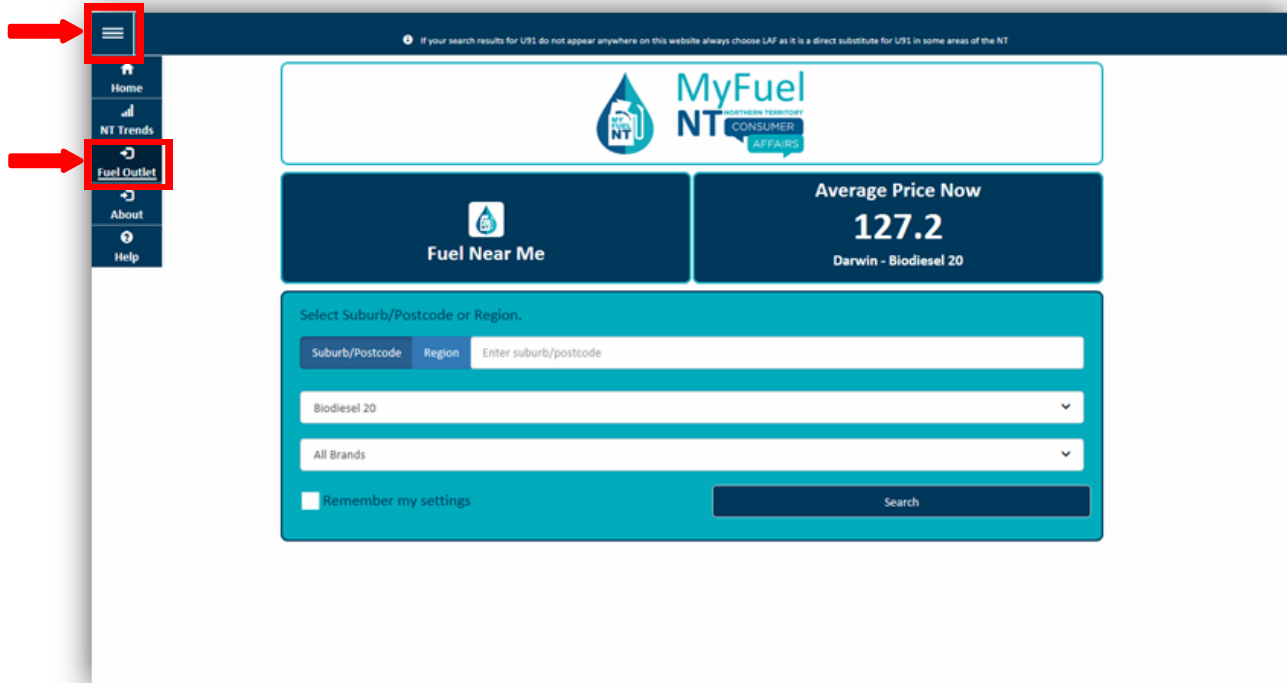 If your search results for U91 do not appear anywhere on this website always choose LAF as it is a direct substitute for U91 in some areas of the NT
Home
NT Trends
Fuel Outlet
About
Help
MY
FUEL
NT
MyFuel
NT
NORTHERN TERRITORY
CONSUMER
AFFAIRS
Fuel Near Me
Average Price Now
127.2
Darwin - Biodiesel 20
Select Suburb/Postcode or Region.
Suburb/Postcode Region Enter suburb/postcode
Biodiesel 20
All Brands
Remember my settings Search